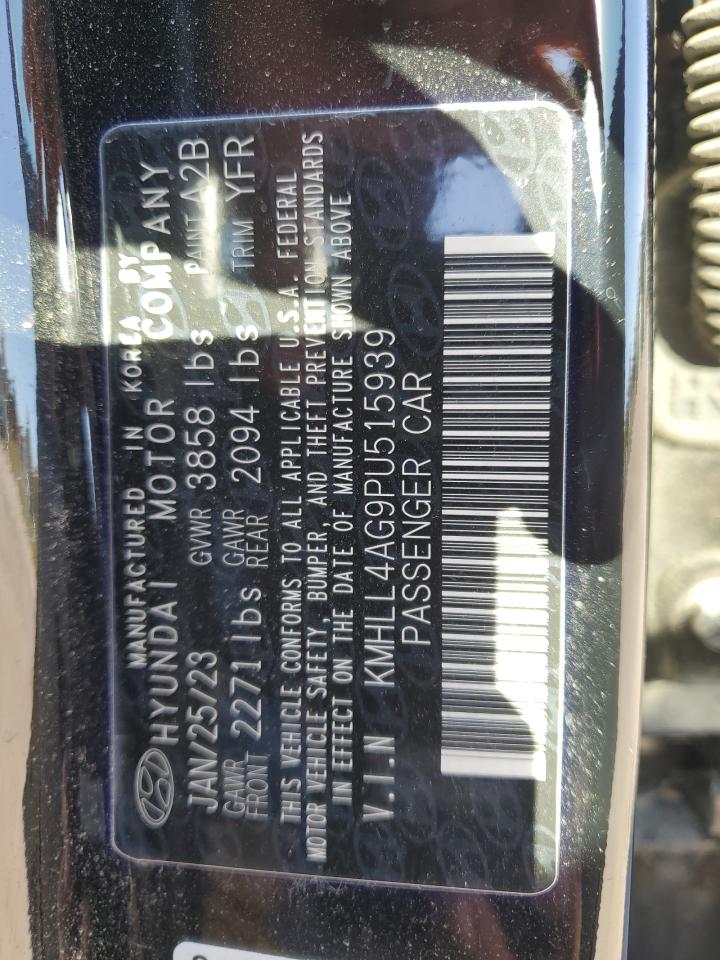 MANUFACTURED IN KOREA BY
HYUNDAI MOTOR COMPANY
JAN/25/23 GVWR 3858 lbs PAINT A2B
GAWR FRONT 2271 lbs GAWR REAR 2094 lbs TRIM YFR
THIS VEHICLE CONFORMS TO ALL APPLICABLE U.S.A. FEDERAL
MOTOR VEHICLE SAFETY, BUMPER, AND THEFT PREVENTION STANDARDS
IN EFFECT ON THE DATE OF MANUFACTURE SHOWN ABOVE
V.I.N KMHLL4AG9PU515939
PASSENGER CAR